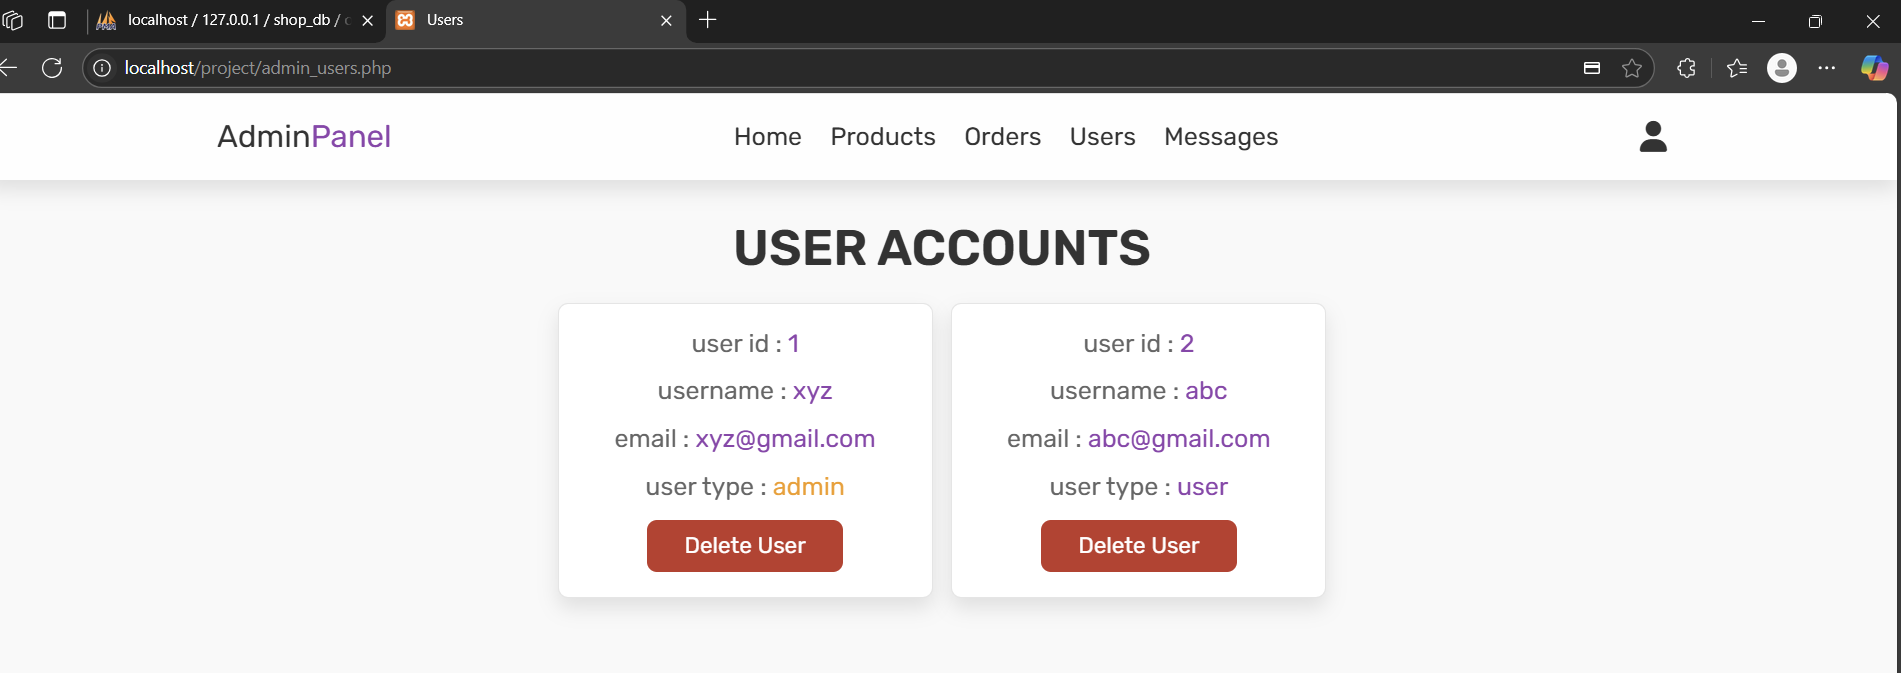 localhost / 127.0.0.1 / shop_db /
Users
localhost/project/admin_users.php
AdminPanel
Home Products Orders Users Messages
USER ACCOUNTS
user id : 1
username : xyz
email : xyz@gmail.com
user type : admin
Delete User
user id : 2
username : abc
email : abc@gmail.com
user type : user
Delete User